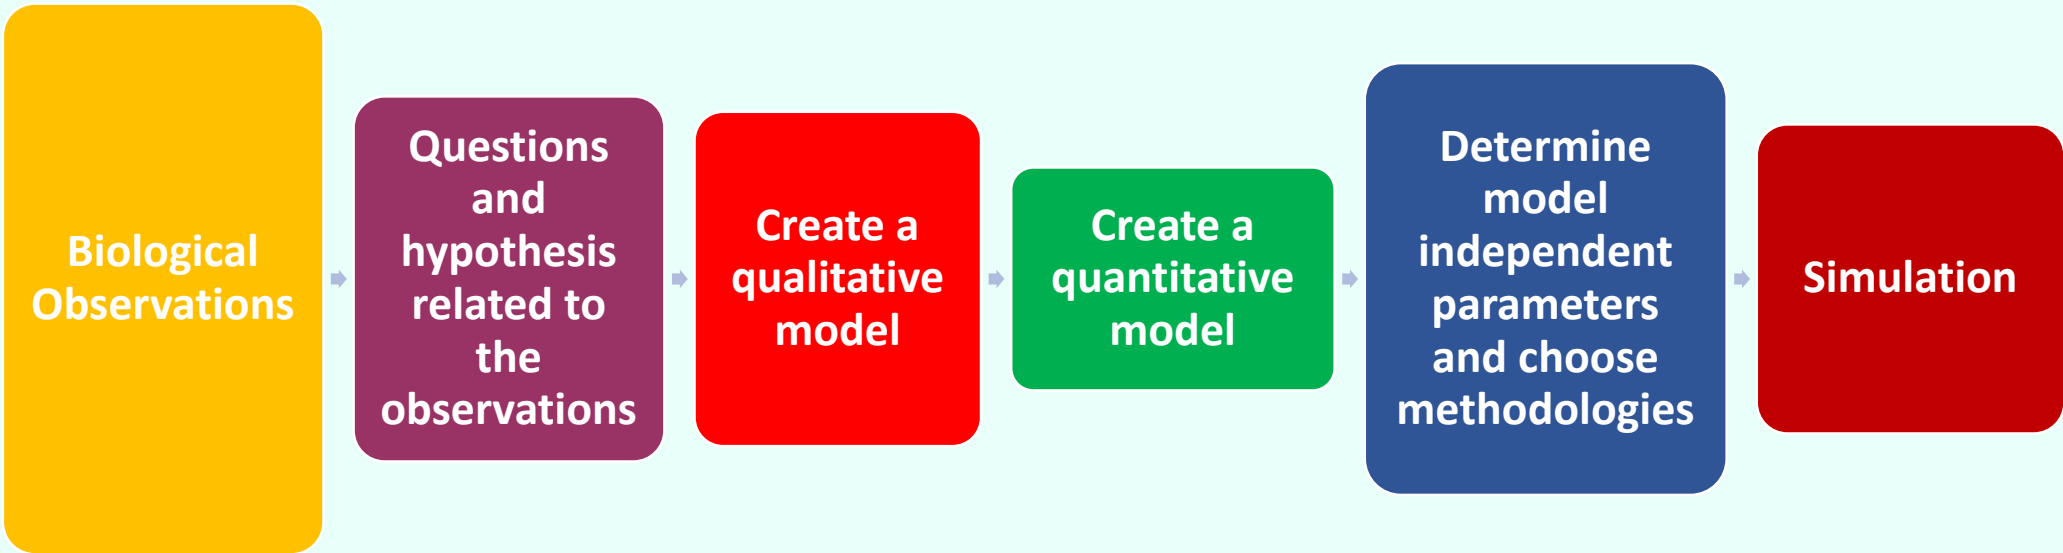 Biological
Observations
Questions
and
hypothesis
related to
the
observations
Create a
qualitative
model
Create a
quantitative
model
Determine
model
independent
parameters
and choose
methodologies
Simulation